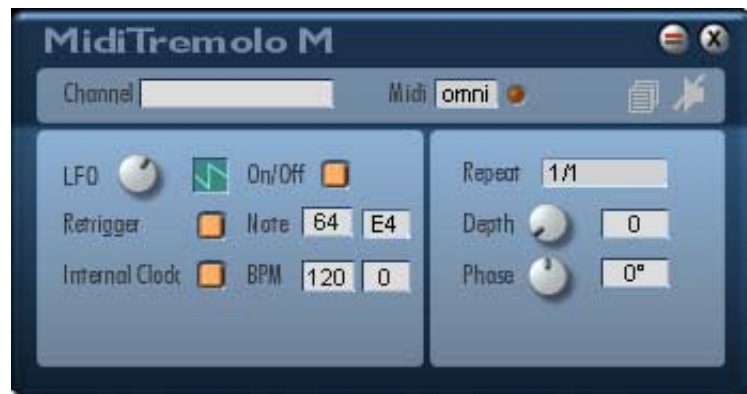 MidiTremolo M
Channel Midi omni
LFO On/Off
Retrigger Note 64 E4
Internal Clock BPM 120 0
Repeat 1/1
Depth 0
Phase 0°